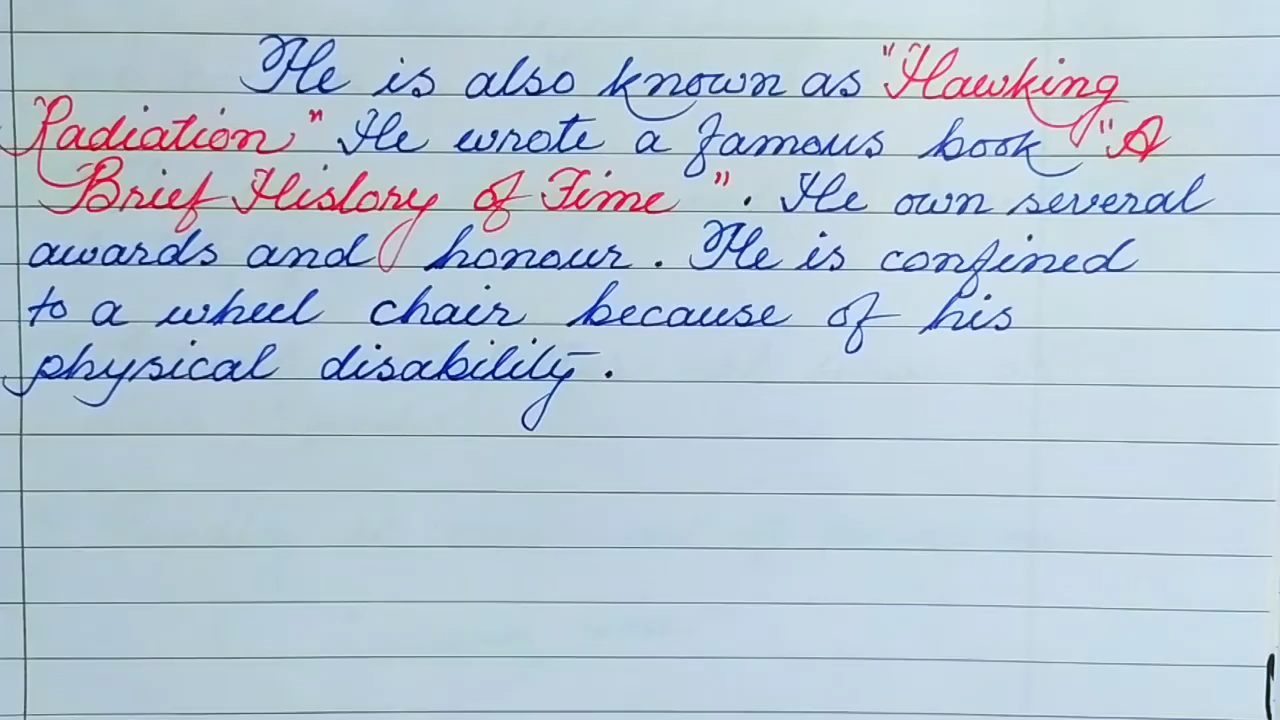 He is also known as "Hawking
Radiation" He wrote a famous book "A
Brief History of Time". He own several
awards and honour. He is confined
to a wheel chair because of his
physical disability.